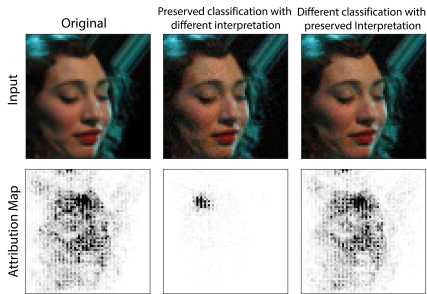 Original
Preserved classification with
different interpretation
Different classification with
preserved Interpretation
Input
Attribution Map